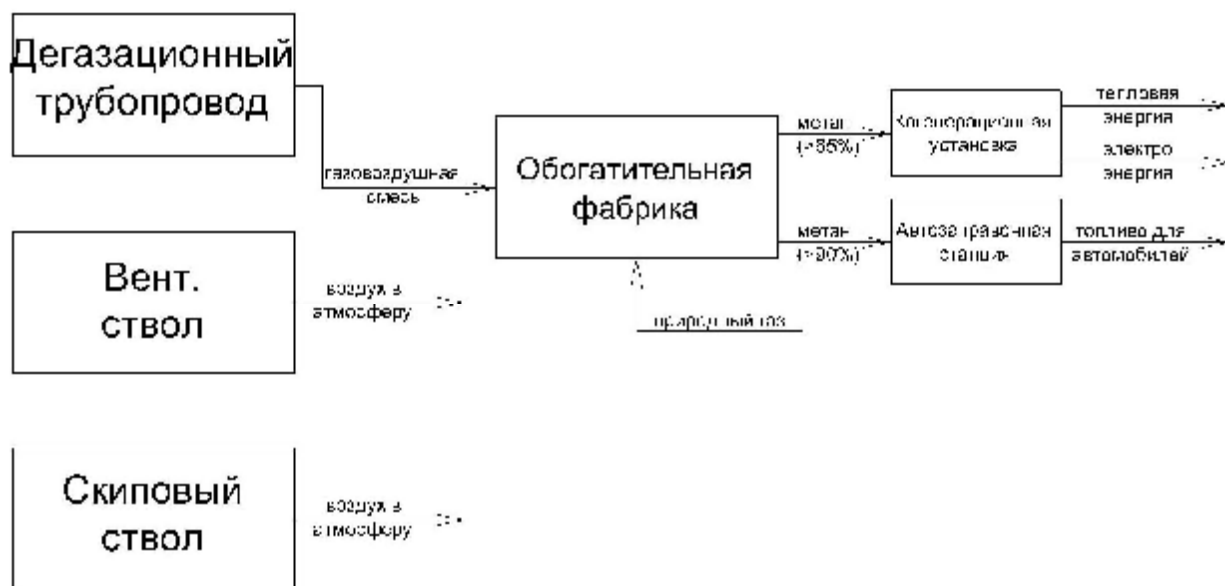 Дегазационный
трубопровод
газовоздушная
смесь
Обогатительная
фабрика
метан
(>85%)
Когенерационная
установка
тепловая
энергия
электро
энергия
метан
(>90%)
Автозаправочная
станция
топливо для
автомобилей
природный газ
Вент.
ствол
воздух в
атмосферу
Скиповый
ствол
воздух в
атмосферу